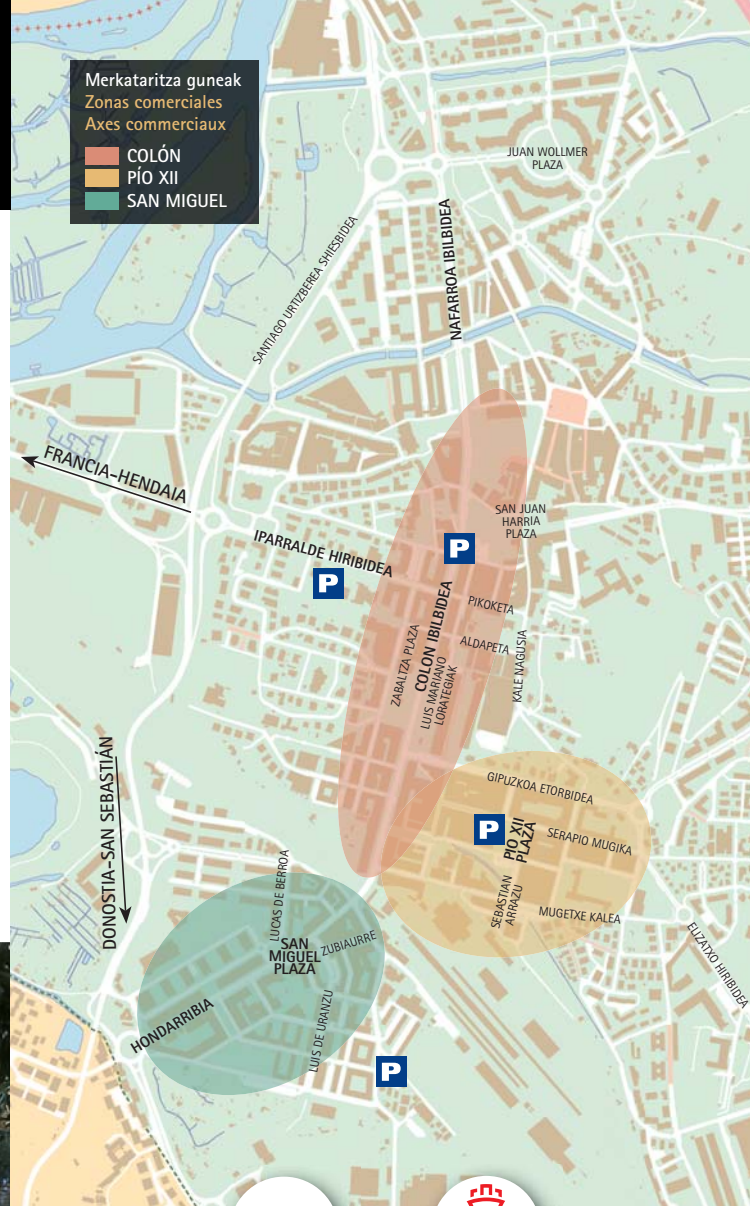 Merkataritza guneak
Zonas comerciales
Axes commerciaux
COLÓN
PÍO XII
SAN MIGUEL
JUAN WOLLMER
PLAZA
SANTIAGO URTIZBEREA SHIESBIDEA
NAFARROA IBILBIDEA
FRANCIA-HENDAIA
IPARRALDE HIRIBIDEA
P
P
SAN JUAN
HARRIA
PLAZA
PIKOKETA
ALDAPETA
KALE NAGUSIA
ZABALTZA PLAZA
COLON IBILBIDEA
LUIS MARIANO
LORATEGIAK
DONOSTIA-SAN SEBASTIÁN
GIPUZKOA ETORBIDEA
P
PIO XII
PLAZA
SERAPIO MUGIKA
SEBASTIAN
ARRAZU
MUGETXE KALEA
ELIZATXO HIRIBIDEA
LUCAS DE BERROA
SAN
MIGUEL
PLAZA
ZUBIAURRE
HONDARRIBIA
LUIS DE URANZU
P